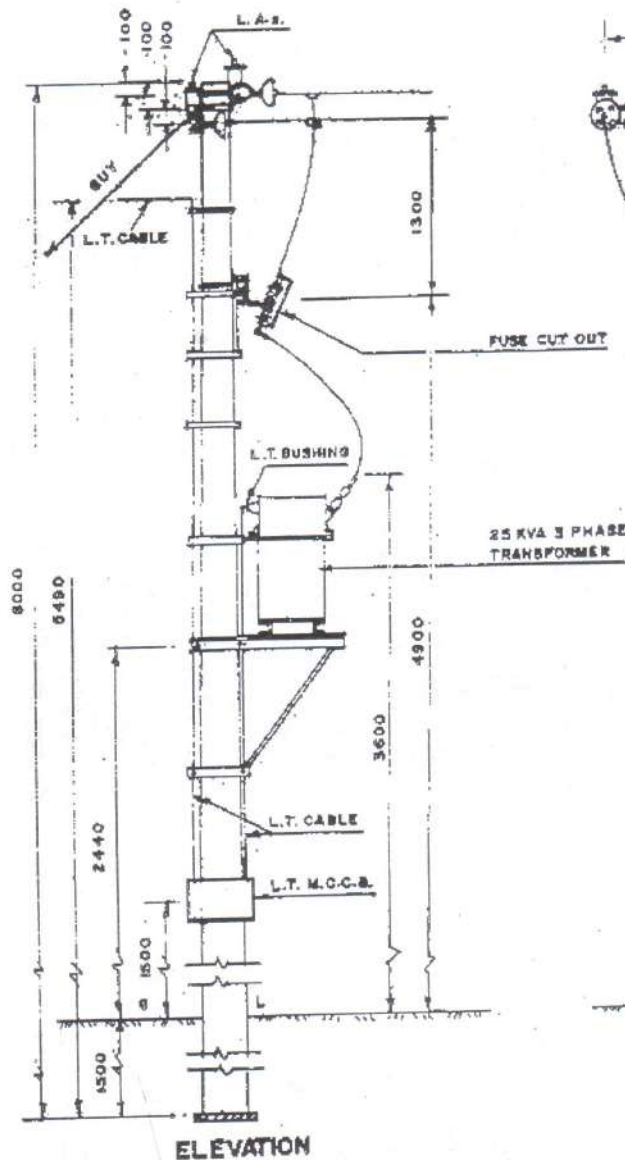 L. A-s.
100
100
100
GUY
L.T. CABLE
1300
FUSE CUT OUT
L.T. BUSHING
25 KVA 3 PHASE
TRANSFORMER
8000
6490
4900
3600
2440
L.T. CABLE
L.T. M.C.C.B.
1500
L
1500
ELEVATION